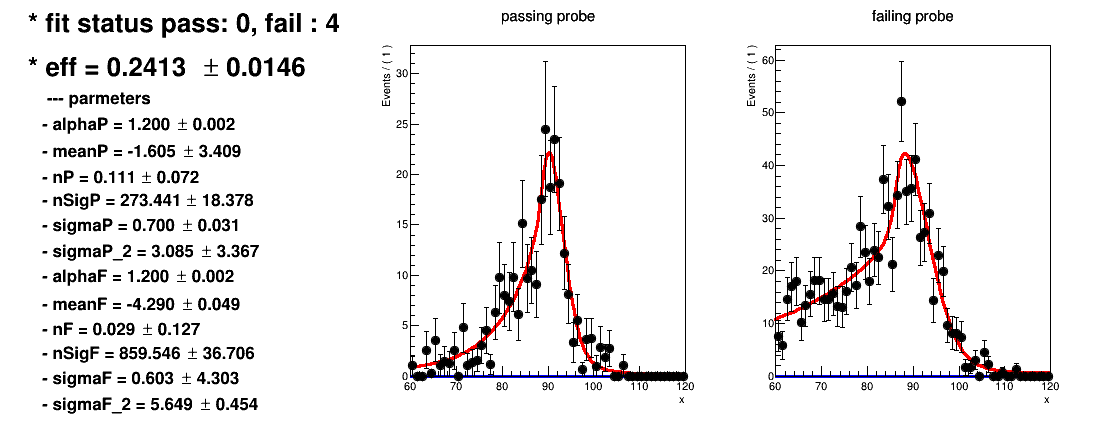 * fit status pass: 0, fail : 4
* eff = 0.2413 ± 0.0146
--- parmeters
- alphaP = 1.200 ± 0.002
- meanP = -1.605 ± 3.409
- nP = 0.111 ± 0.072
- nSigP = 273.441 ± 18.378
- sigmaP = 0.700 ± 0.031
- sigmaP_2 = 3.085 ± 3.367
- alphaF = 1.200 ± 0.002
- meanF = -4.290 ± 0.049
- nF = 0.029 ± 0.127
- nSigF = 859.546 ± 36.706
- sigmaF = 0.603 ± 4.303
- sigmaF_2 = 5.649 ± 0.454
passing probe
Events / ( 1 )
30
25
20
15
10
5
0
60 70 80 90 100 110 120
x
failing probe
Events / ( 1 )
60
50
40
30
20
10
0
60 70 80 90 100 110 120
x